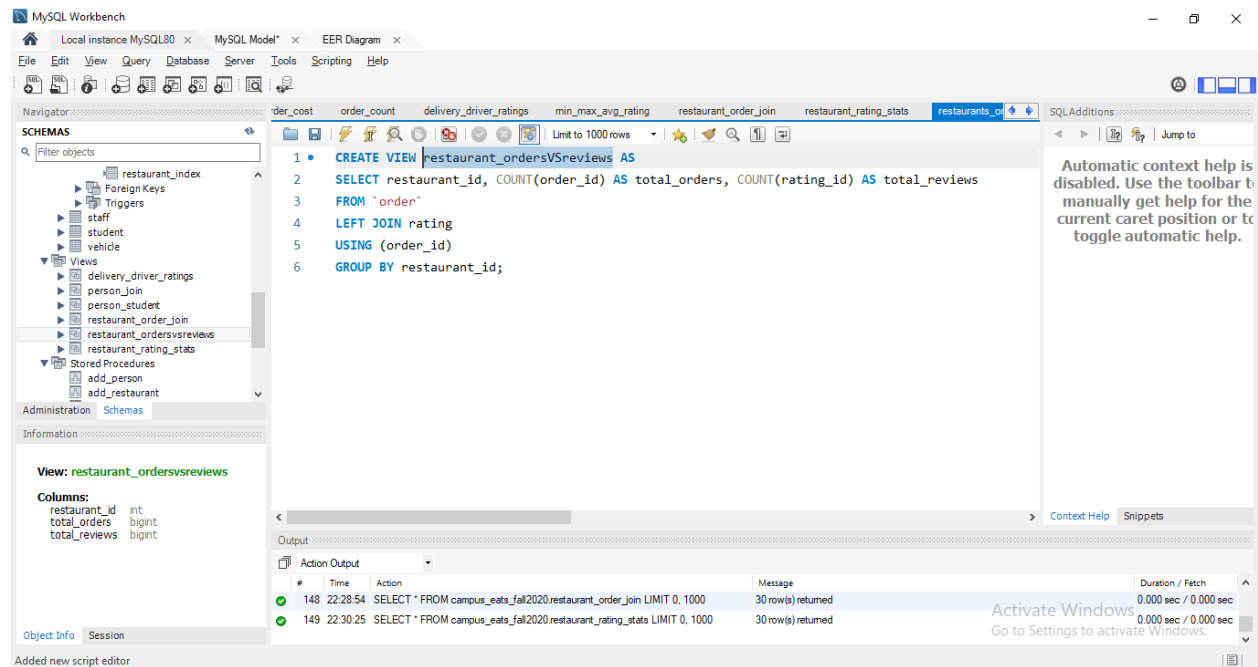 MySQL Workbench
Local instance MySQL80 × MySQL Model* × EER Diagram ×
File Edit View Query Database Server Tools Scripting Help
Navigator
SCHEMAS
Filter objects
restaurant_index
Foreign Keys
Triggers
staff
student
vehicle
Views
delivery_driver_ratings
person_join
person_student
restaurant_order_join
restaurant_ordersvsreviews
restaurant_rating_stats
Stored Procedures
add_person
add_restaurant
Administration Schemas
Information
View: restaurant_ordersvsreviews
Columns:
restaurant_id int
total_orders bigint
total_reviews bigint
Object Info Session
Added new script editor
rder_cost order_count delivery_driver_ratings min_max_avg_rating restaurant_order_join restaurant_rating_stats restaurants_or
Limit to 1000 rows
1 CREATE VIEW restaurant_ordersVSreviews AS
2 SELECT restaurant_id, COUNT(order_id) AS total_orders, COUNT(rating_id) AS total_reviews
3 FROM `order`
4 LEFT JOIN rating
5 USING (order_id)
6 GROUP BY restaurant_id;
SQLAdditions
Jump to
Automatic context help is
disabled. Use the toolbar t
manually get help for the
current caret position or to
toggle automatic help.
Context Help Snippets
Output
Action Output
# Time Action Message Duration / Fetch
148 22:28:54 SELECT * FROM campus_eats_fall2020.restaurant_order_join LIMIT 0, 1000 30 row(s) returned 0.000 sec / 0.000 sec
149 22:30:25 SELECT * FROM campus_eats_fall2020.restaurant_rating_stats LIMIT 0, 1000 30 row(s) returned 0.000 sec / 0.000 sec
Activate Windows
Go to Settings to activate Windows.